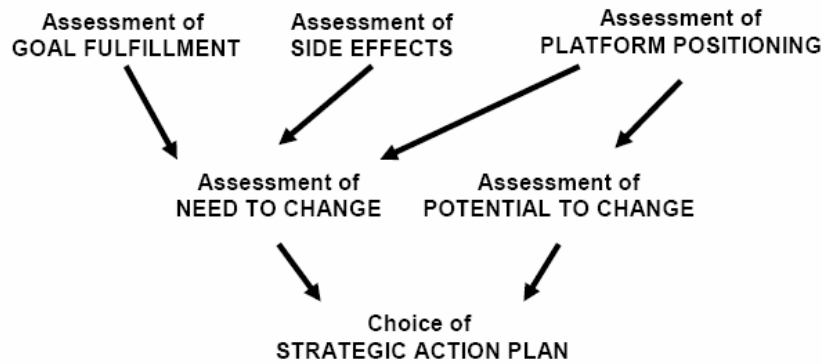 Assessment of
GOAL FULFILLMENT
Assessment of
SIDE EFFECTS
Assessment of
PLATFORM POSITIONING
Assessment of
NEED TO CHANGE
Assessment of
POTENTIAL TO CHANGE
Choice of
STRATEGIC ACTION PLAN